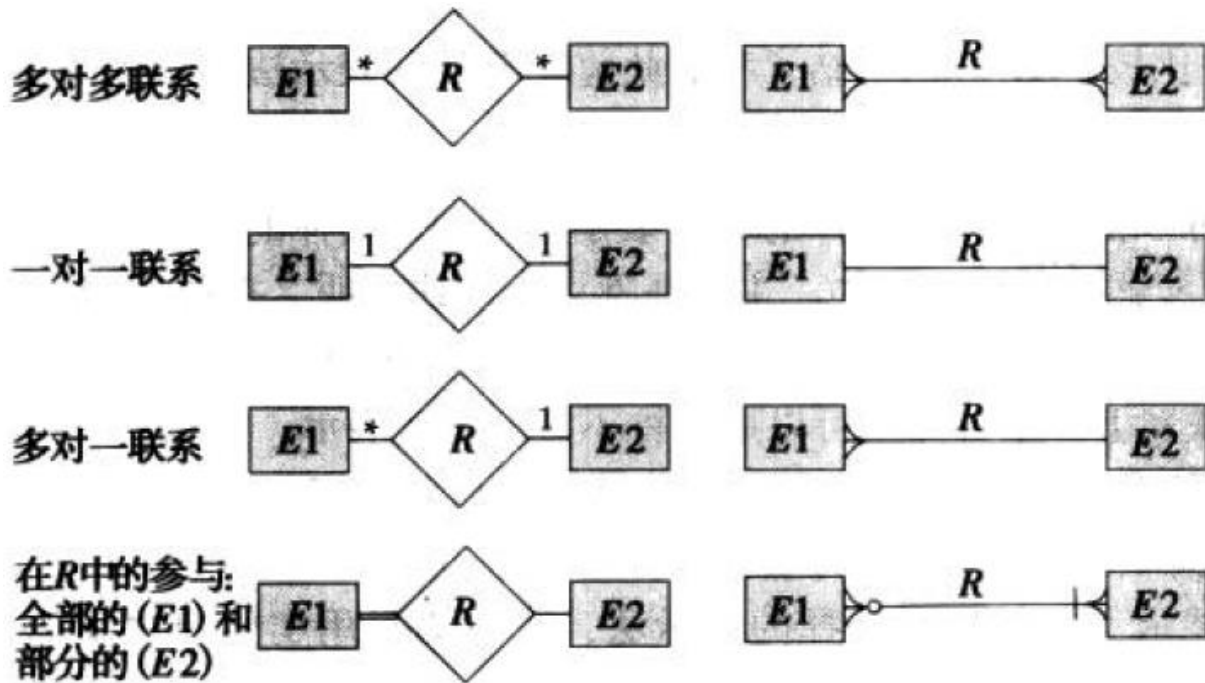 多对多联系 E1 * R * E2 E1 R E2
一对一联系 E1 1 R 1 E2 E1 R E2
多对一联系 E1 * R 1 E2 E1 R E2
在R中的参与:
全部的(E1)和 E1 R E2 E1 R E2
部分的(E2)